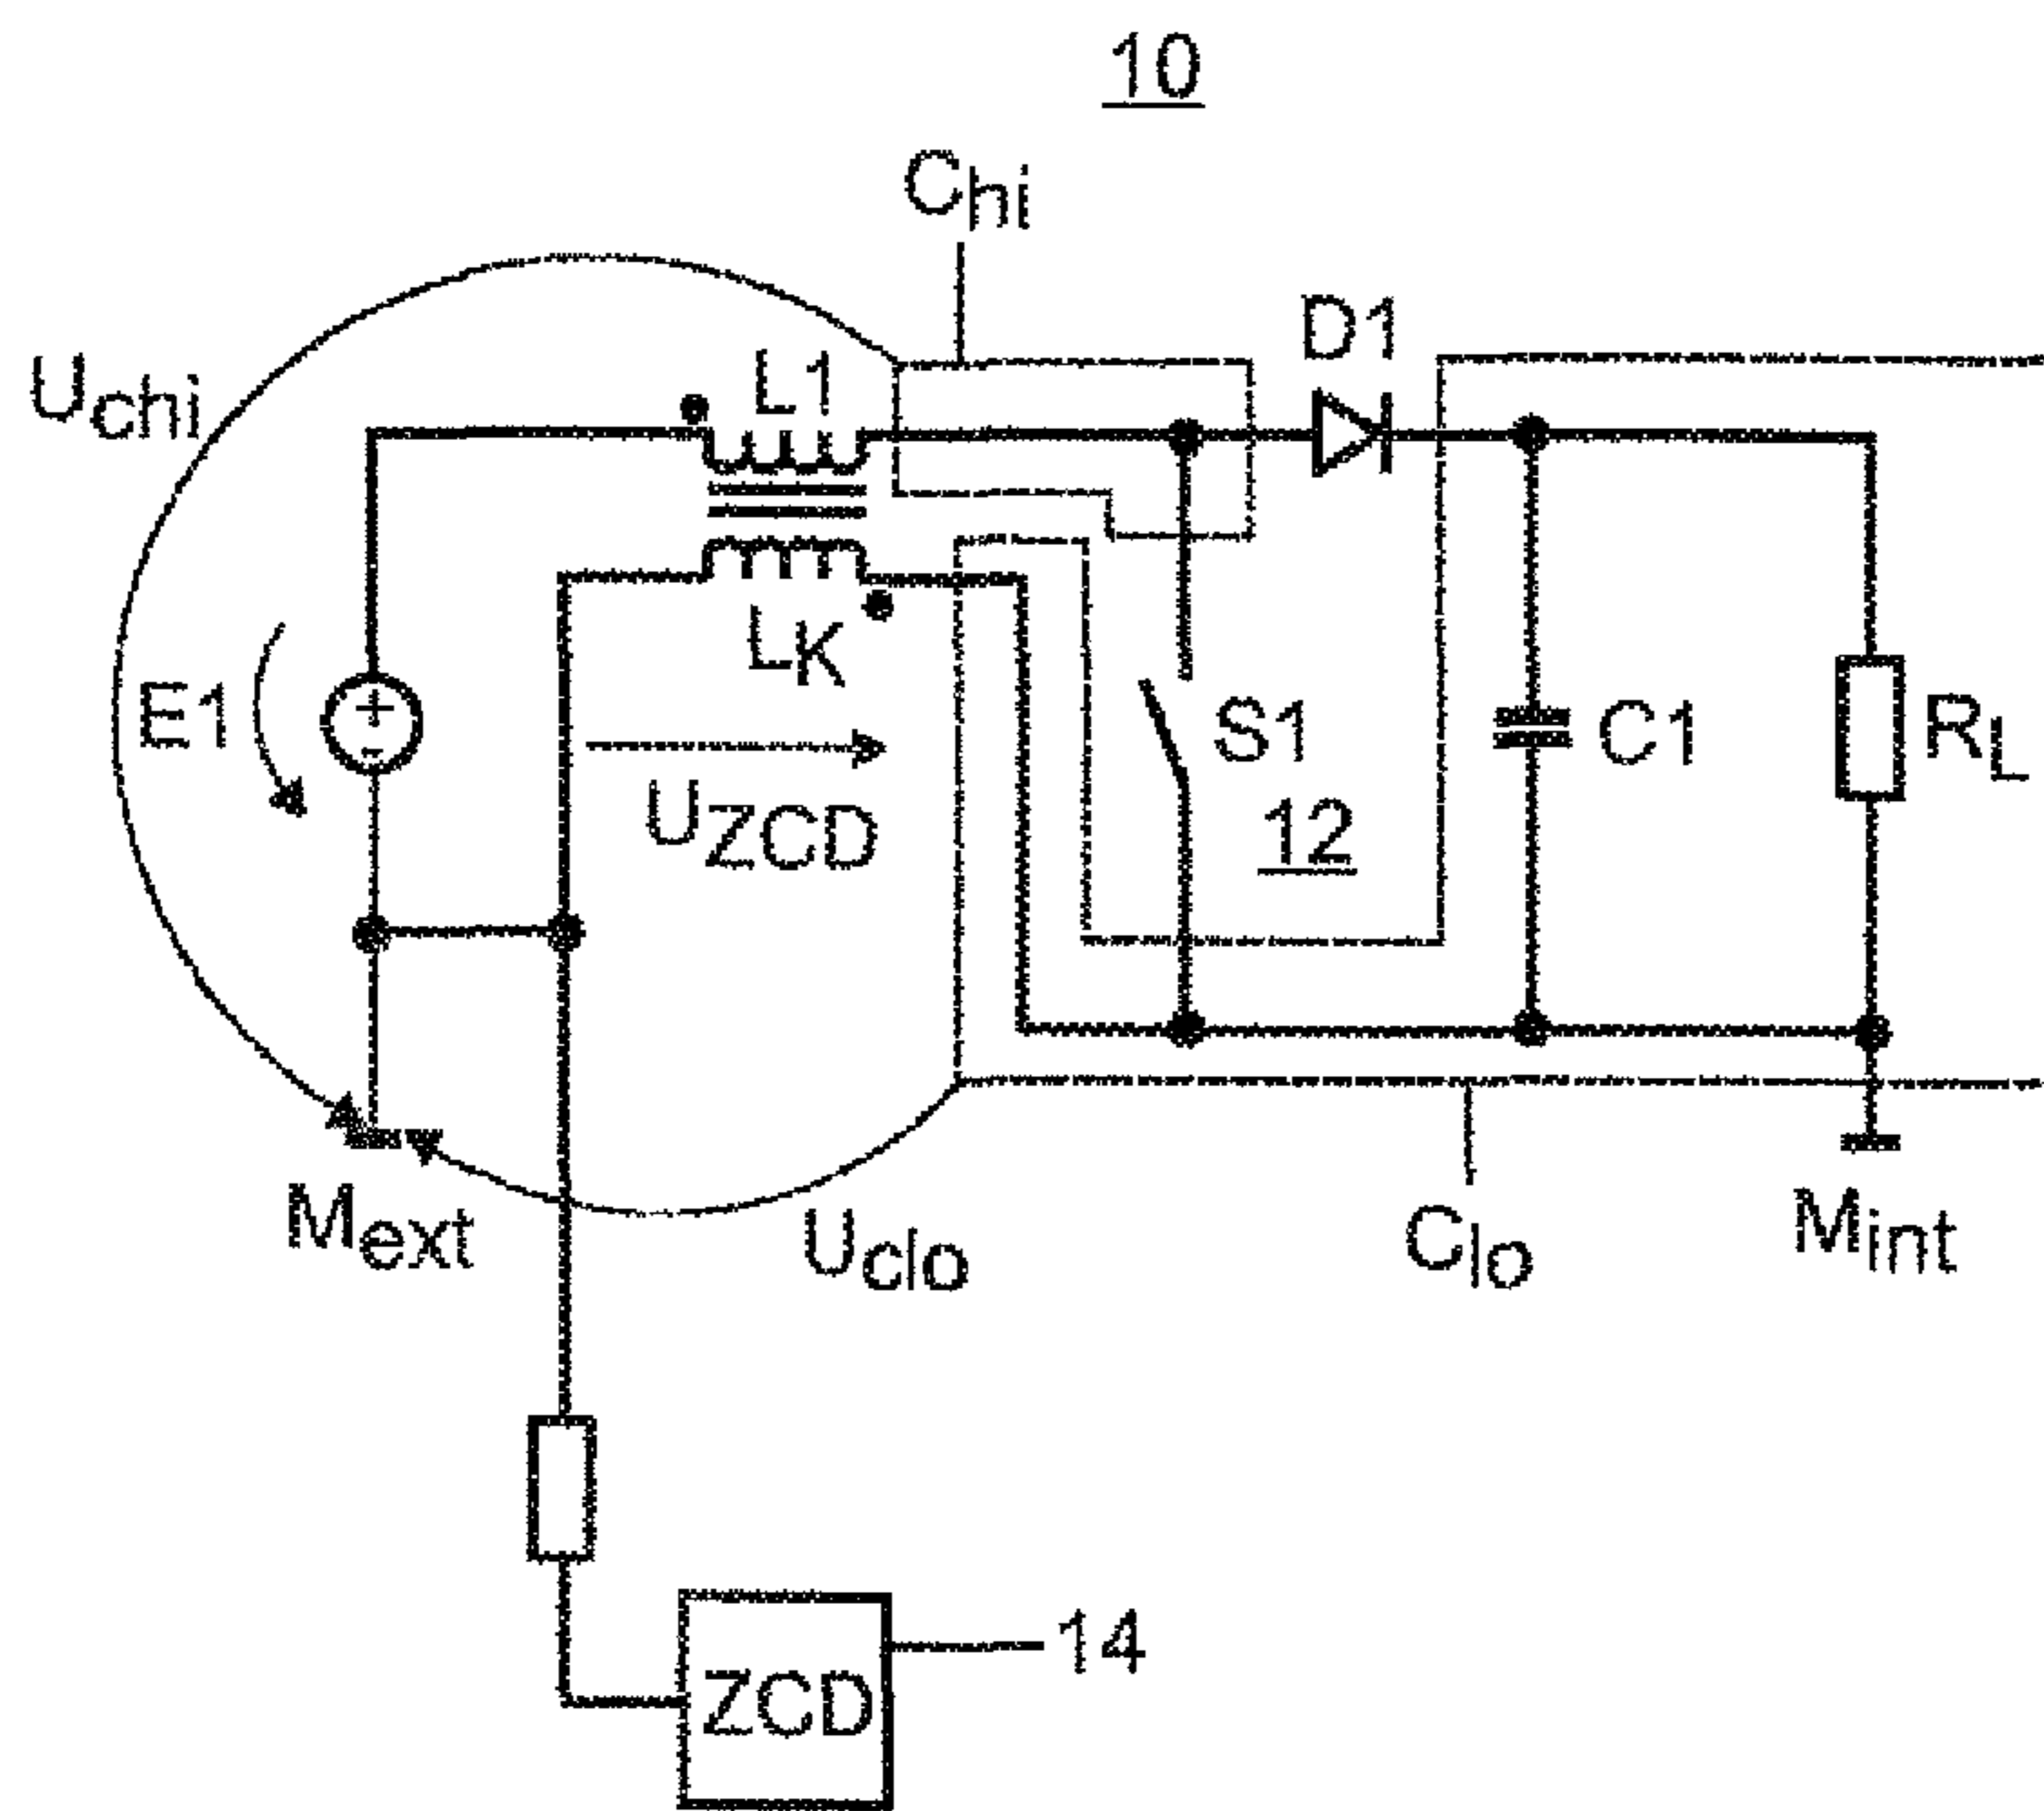 10
Chi
Uchi
L1
D1
LK
E1
+
-
UZCD
S1
12
C1
RL
Mext
Uclo
Clo
Mint
ZCD
14